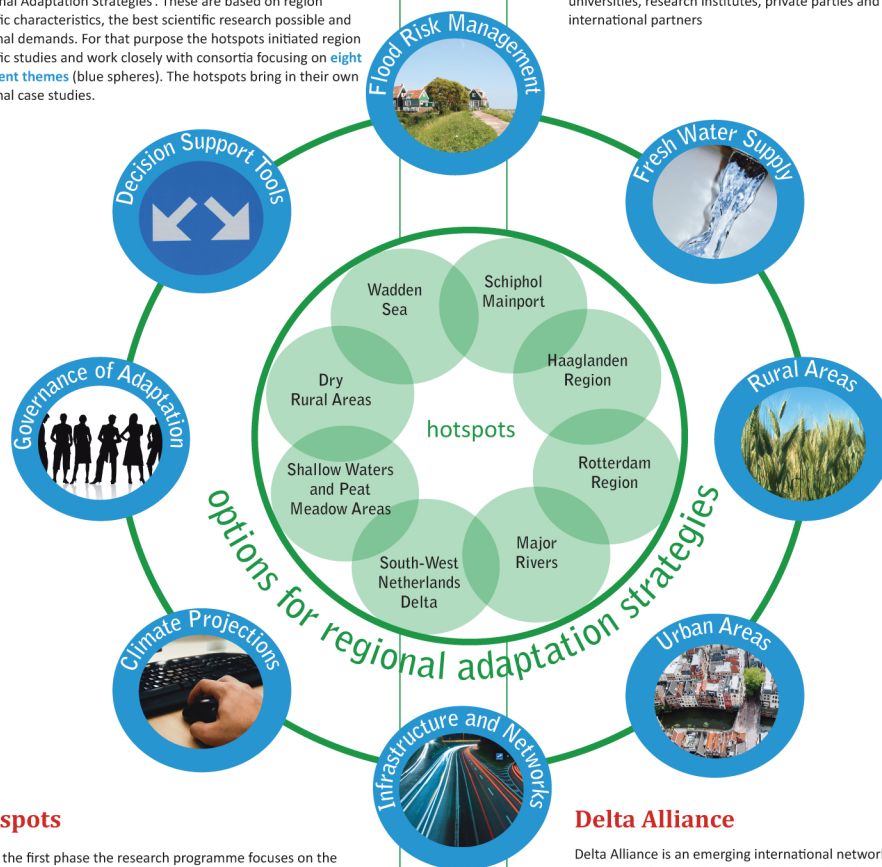 nal Adaptation Strategies’. These are based on region
fic characteristics, the best scientific research possible and
nal demands. For that purpose the hotspots initiated region
fic studies and work closely with consortia focusing on eight
ent themes (blue spheres). The hotspots bring in their own
nal case studies.
universities, research institutes, private parties and
international partners
Flood Risk Management
Fresh Water Supply
Rural Areas
Urban Areas
Infrastructure and Networks
Climate Projections
Governance of Adaptation
Decision Support Tools
Wadden
Sea
Schiphol
Mainport
Haaglanden
Region
Rotterdam
Region
Major
Rivers
South-West
Netherlands
Delta
Shallow Waters
and Peat
Meadow Areas
Dry
Rural Areas
hotspots
options for regional adaptation strategies
spots
the first phase the research programme focuses on the
Delta Alliance
Delta Alliance is an emerging international network